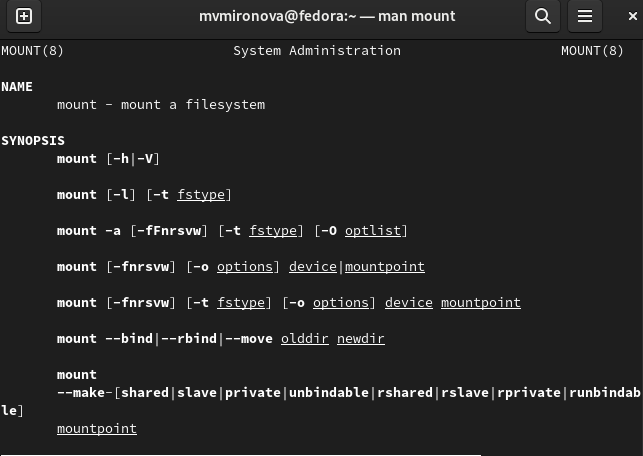 mvmironova@fedora:~ — man mount
MOUNT(8) System Administration MOUNT(8)
NAME
mount - mount a filesystem
SYNOPSIS
mount [-h|-V]
mount [-l] [-t fstype]
mount -a [-fFnrsvw] [-t fstype] [-O optlist]
mount [-fnrsvw] [-o options] device|mountpoint
mount [-fnrsvw] [-t fstype] [-o options] device mountpoint
mount --bind|--rbind|--move olddir newdir
mount
--make-[shared|slave|private|unbindable|rshared|rslave|rprivate|runbindab
le]
mountpoint